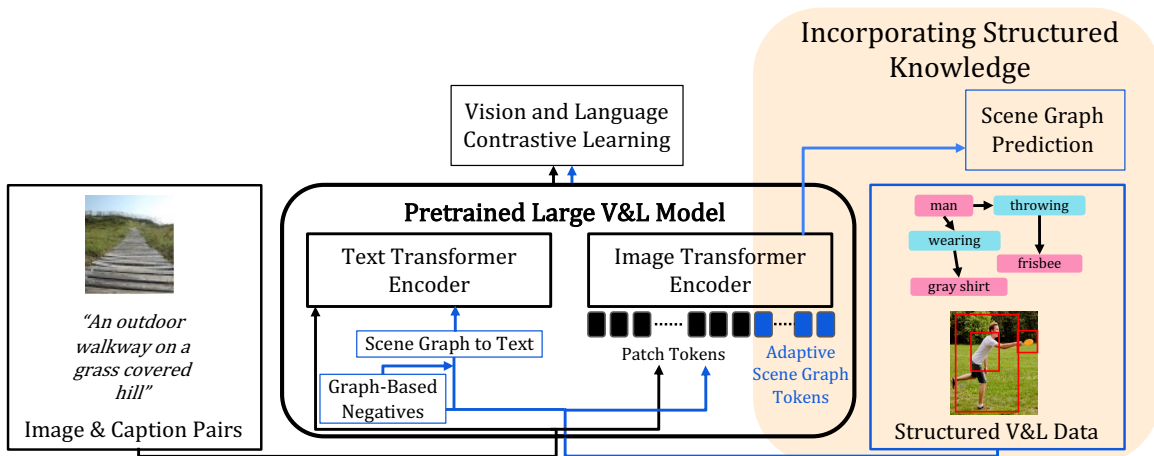 Incorporating Structured
Knowledge
Vision and Language
Contrastive Learning
Scene Graph
Prediction
Pretrained Large V&L Model
Text Transformer
Encoder
Image Transformer
Encoder
Scene Graph to Text
Graph-Based
Negatives
Patch Tokens
Adaptive
Scene Graph
Tokens
“An outdoor
walkway on a
grass covered
hill”
Image & Caption Pairs
man
throwing
wearing
frisbee
gray shirt
Structured V&L Data